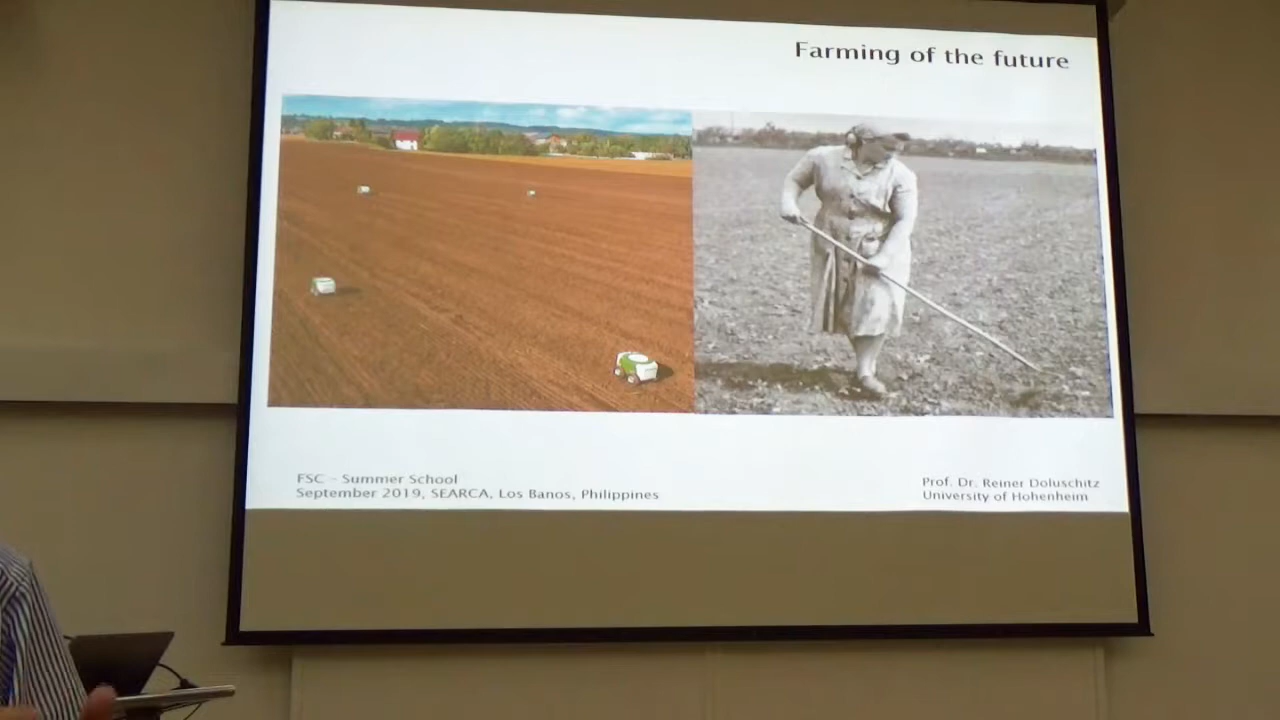 Farming of the future
FSC - Summer School
September 2019, SEARCA, Los Banos, Philippines
Prof. Dr. Reiner Doluschitz
University of Hohenheim